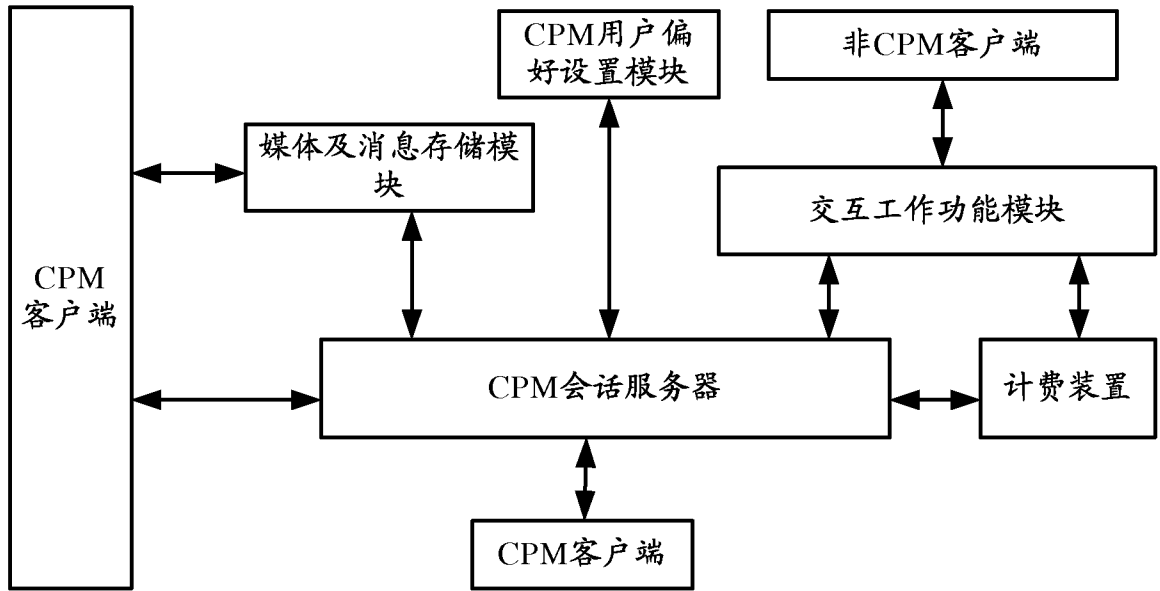 CPM用户偏
好设置模块
非CPM客户端
媒体及消息存储模
块
交互工作功能模块
CPM
客户端
CPM会话服务器
计费装置
CPM客户端